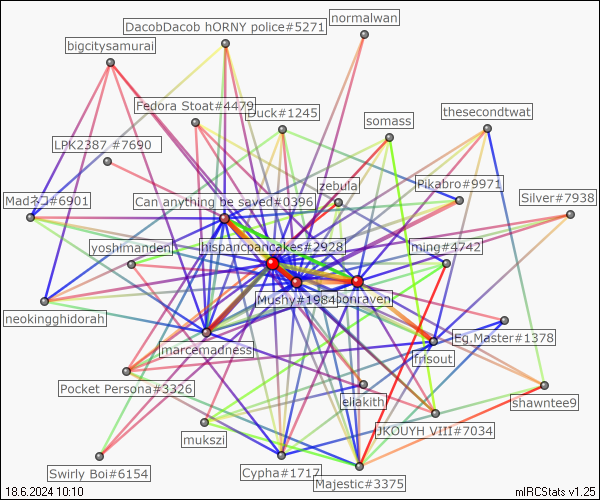 normalwan
DacobDacob hORNY police#5271
bigcitysamurai
Fedora Stoat#4479
Duck#1245
thesecondtwat
somass
LPK2387 #7690
zebula
Pikabro#9971
Silver#7938
Madネコ#6901
Can anything be saved#0396
yoshimanden
hispanicpancakes#2928
ming#4742
Mushy#1984
bonraven
neokingghidorah
marcemadness
Eg.Master#1378
frisout
Pocket Persona#3326
eliakith
shawntee9
JKOUYH VIII#7034
mukszi
Swirly Boi#6154
Cypha#1717
Majestic#3375
18.6.2024 10:10
mIRCStats v1.25